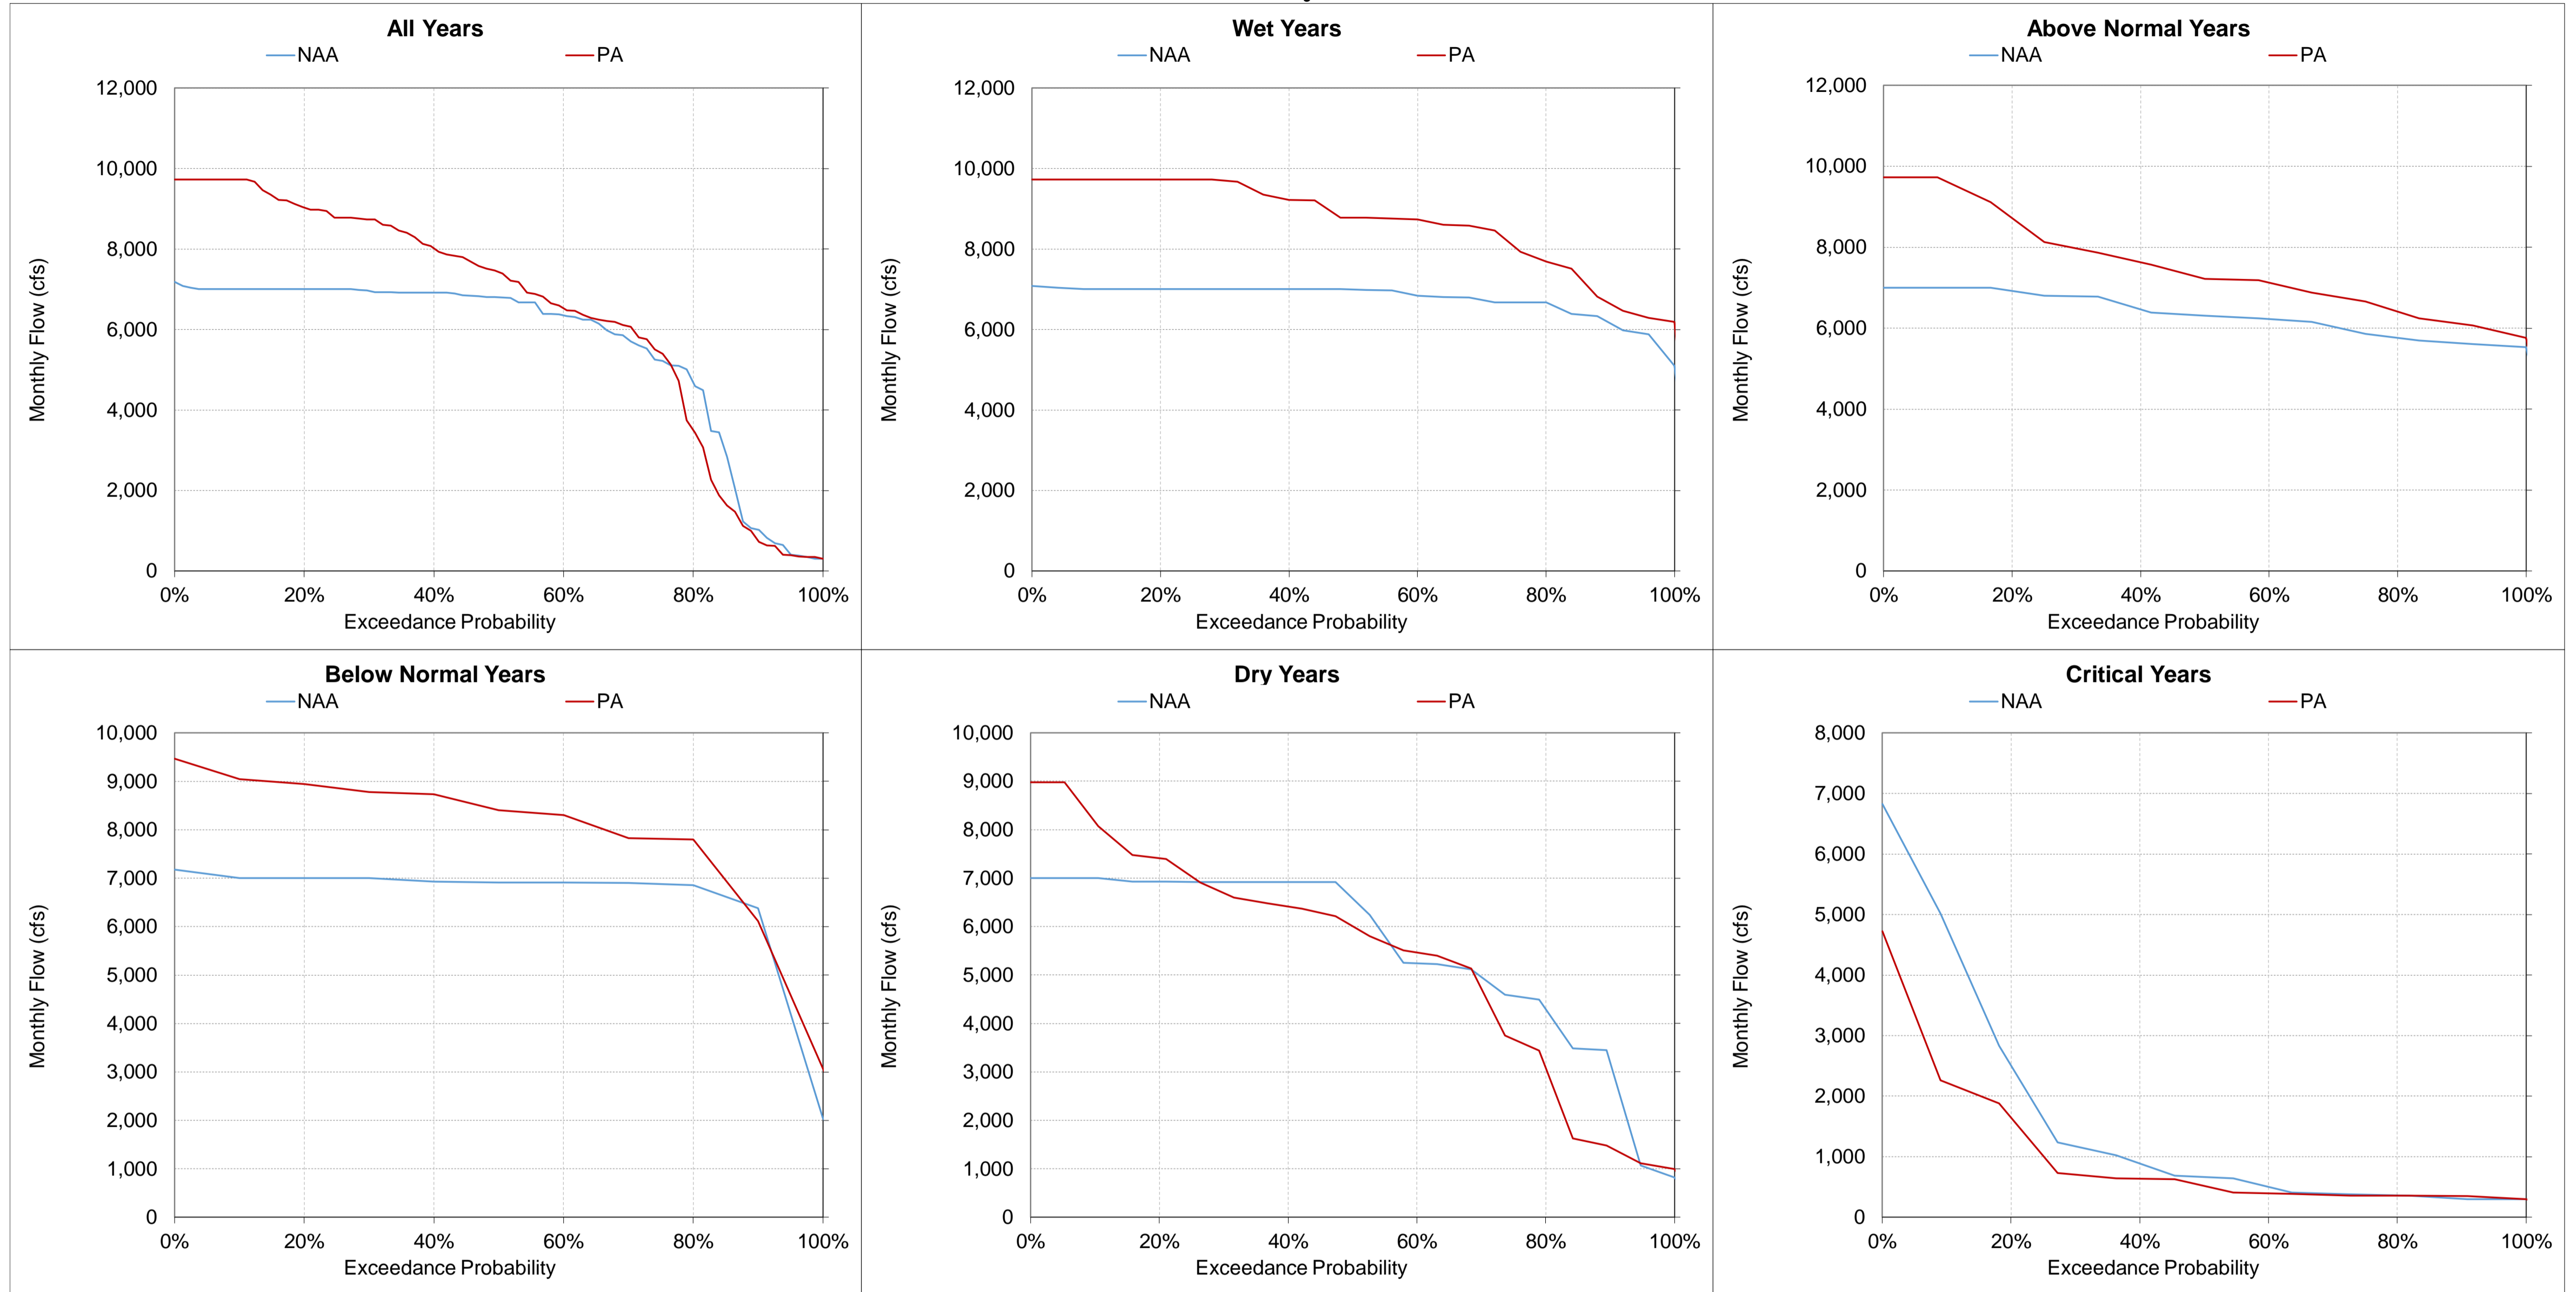 All Years
NAA PA
12,000
10,000
8,000
6,000
4,000
2,000
0
0% 20% 40% 60% 80% 100%
Monthly Flow (cfs)
Exceedance Probability
Wet Years
NAA PA
12,000
10,000
8,000
6,000
4,000
2,000
0
0% 20% 40% 60% 80% 100%
Monthly Flow (cfs)
Exceedance Probability
Above Normal Years
NAA PA
12,000
10,000
8,000
6,000
4,000
2,000
0
0% 20% 40% 60% 80% 100%
Monthly Flow (cfs)
Exceedance Probability
Below Normal Years
NAA PA
10,000
9,000
8,000
7,000
6,000
5,000
4,000
3,000
2,000
1,000
0
0% 20% 40% 60% 80% 100%
Monthly Flow (cfs)
Exceedance Probability
Dry Years
NAA PA
10,000
9,000
8,000
7,000
6,000
5,000
4,000
3,000
2,000
1,000
0
0% 20% 40% 60% 80% 100%
Monthly Flow (cfs)
Exceedance Probability
Critical Years
NAA PA
8,000
7,000
6,000
5,000
4,000
3,000
2,000
1,000
0
0% 20% 40% 60% 80% 100%
Monthly Flow (cfs)
Exceedance Probability